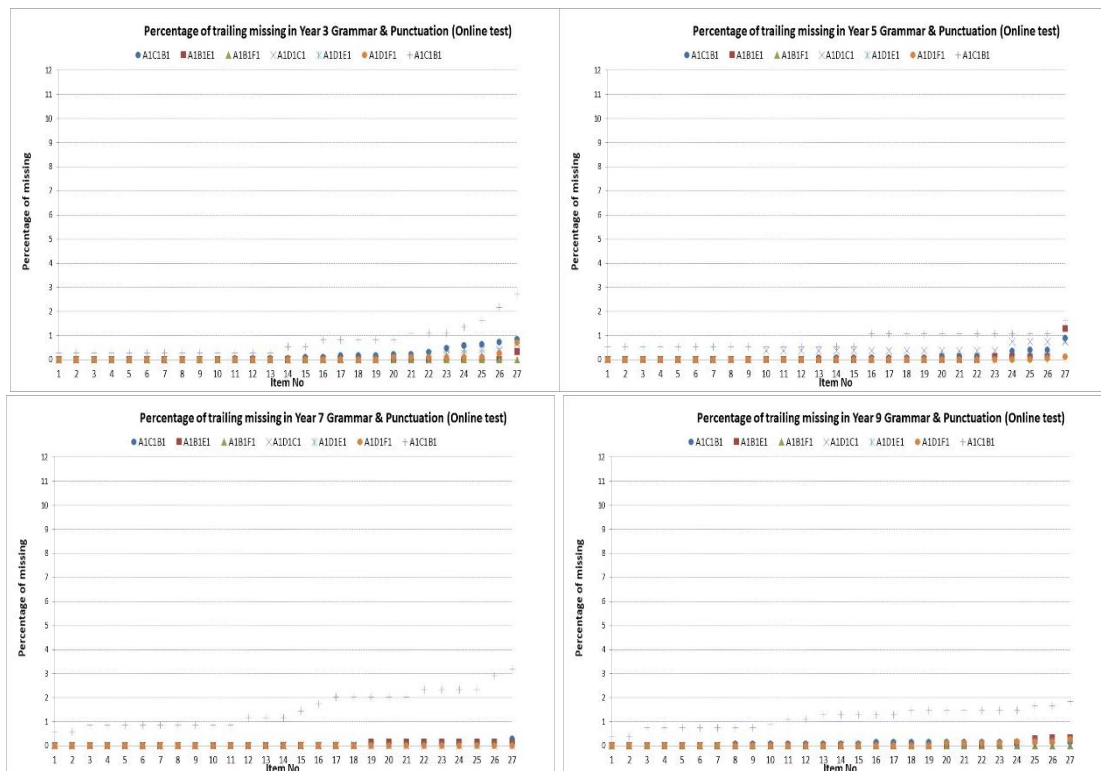 Percentage of trailing missing in Year 3 Grammar & Punctuation (Online test)
A1C1B1 A1B1E1 A1B1F1 A1D1C1 A1D1E1 A1D1F1 A1C1B1
Percentage of missing
12
11
10
9
8
7
6
5
4
3
2
1
0
1 2 3 4 5 6 7 8 9 10 11 12 13 14 15 16 17 18 19 20 21 22 23 24 25 26 27
Item No
Percentage of trailing missing in Year 5 Grammar & Punctuation (Online test)
A1C1B1 A1B1E1 A1B1F1 A1D1C1 A1D1E1 A1D1F1 A1C1B1
Percentage of missing
12
11
10
9
8
7
6
5
4
3
2
1
0
1 2 3 4 5 6 7 8 9 10 11 12 13 14 15 16 17 18 19 20 21 22 23 24 25 26 27
Item No
Percentage of trailing missing in Year 7 Grammar & Punctuation (Online test)
A1C1B1 A1B1E1 A1B1F1 A1D1C1 A1D1E1 A1D1F1 A1C1B1
Percentage of missing
12
11
10
9
8
7
6
5
4
3
2
1
0
1 2 3 4 5 6 7 8 9 10 11 12 13 14 15 16 17 18 19 20 21 22 23 24 25 26 27
Item No
Percentage of trailing missing in Year 9 Grammar & Punctuation (Online test)
A1C1B1 A1B1E1 A1B1F1 A1D1C1 A1D1E1 A1D1F1 A1C1B1
Percentage of missing
12
11
10
9
8
7
6
5
4
3
2
1
0
1 2 3 4 5 6 7 8 9 10 11 12 13 14 15 16 17 18 19 20 21 22 23 24 25 26 27
Item No